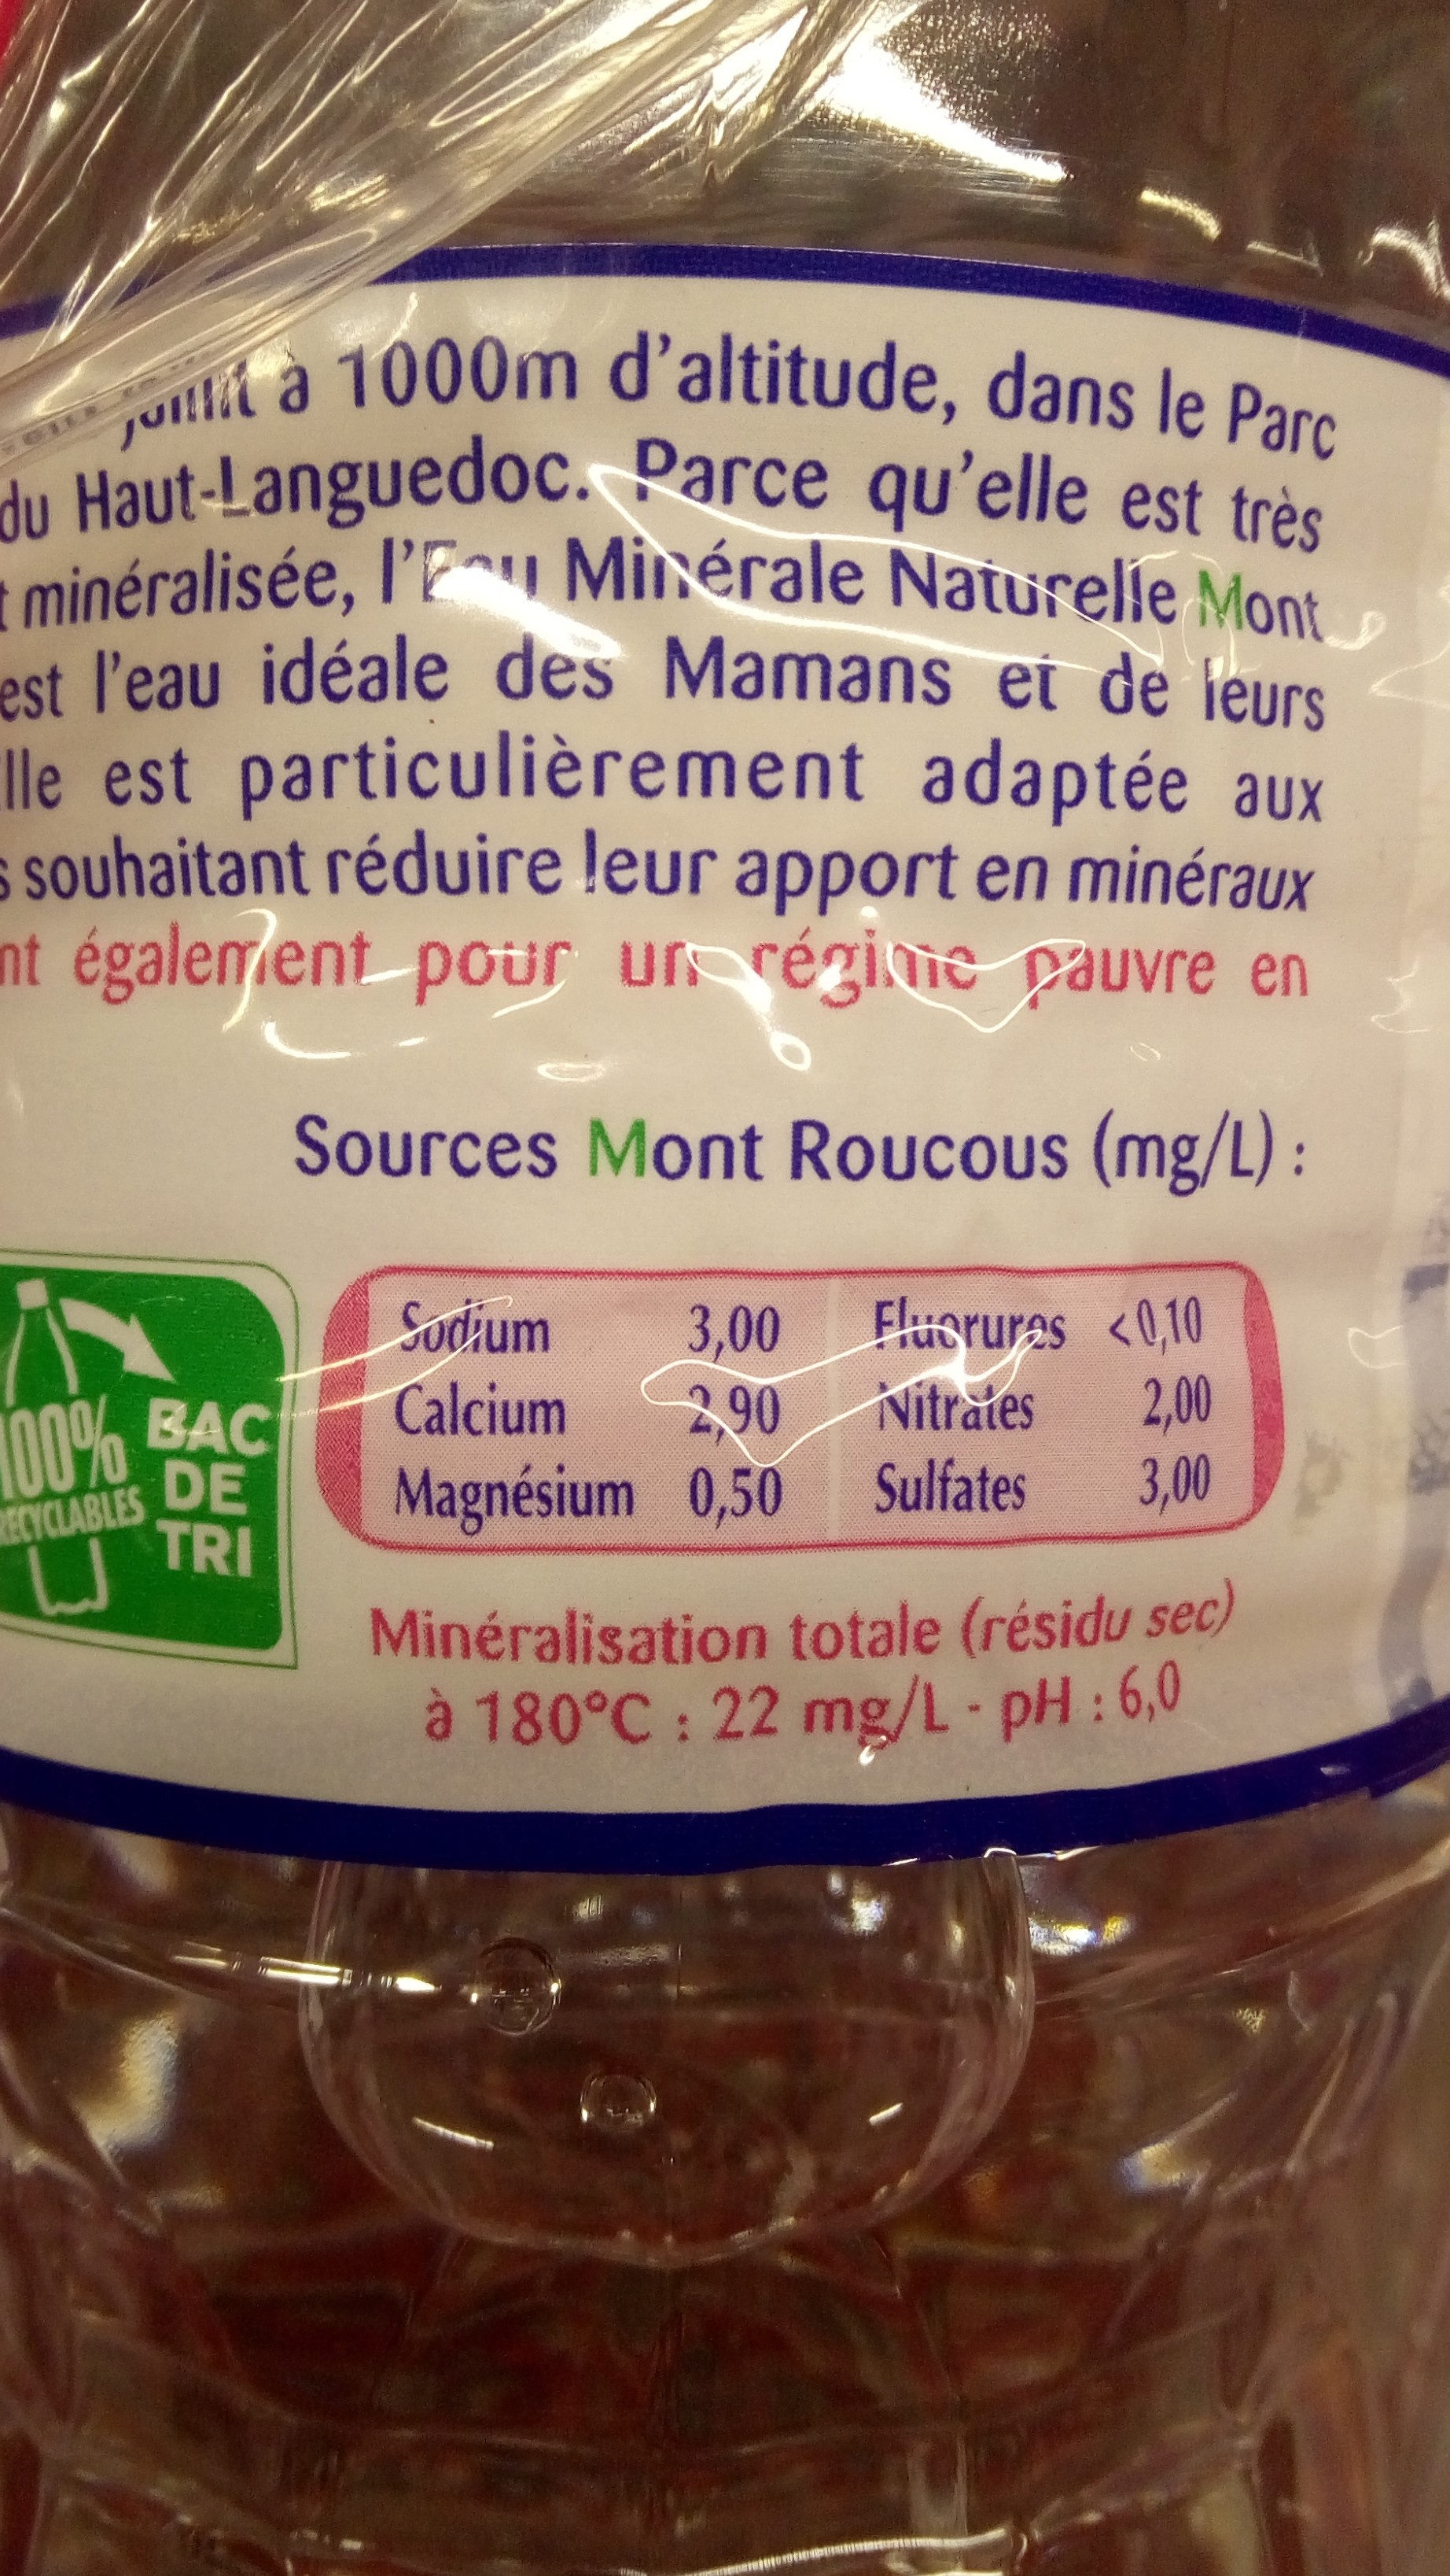 jaillit à 1000m d'altitude, dans le Parc
du Haut-Languedoc. Parce qu'elle est très
minéralisée, l'Eau Minérale Naturelle Mont
est l'eau idéale des Mamans et de leurs
est particulièrement adaptée aux
souhaitant réduire leur apport en minéraux
également pour un régime pauvre en
Sources Mont Roucous (mg/L) :
Sodium 3,00 Fluorures <0,10
Calcium 2,90 Nitrates 2,00
Magnésium 0,50 Sulfates 3,00
100%
RECYCLABLES
BAC
DE
TRI
Minéralisation totale (résidu sec)
à 180°C : 22 mg/L - pH : 6,0